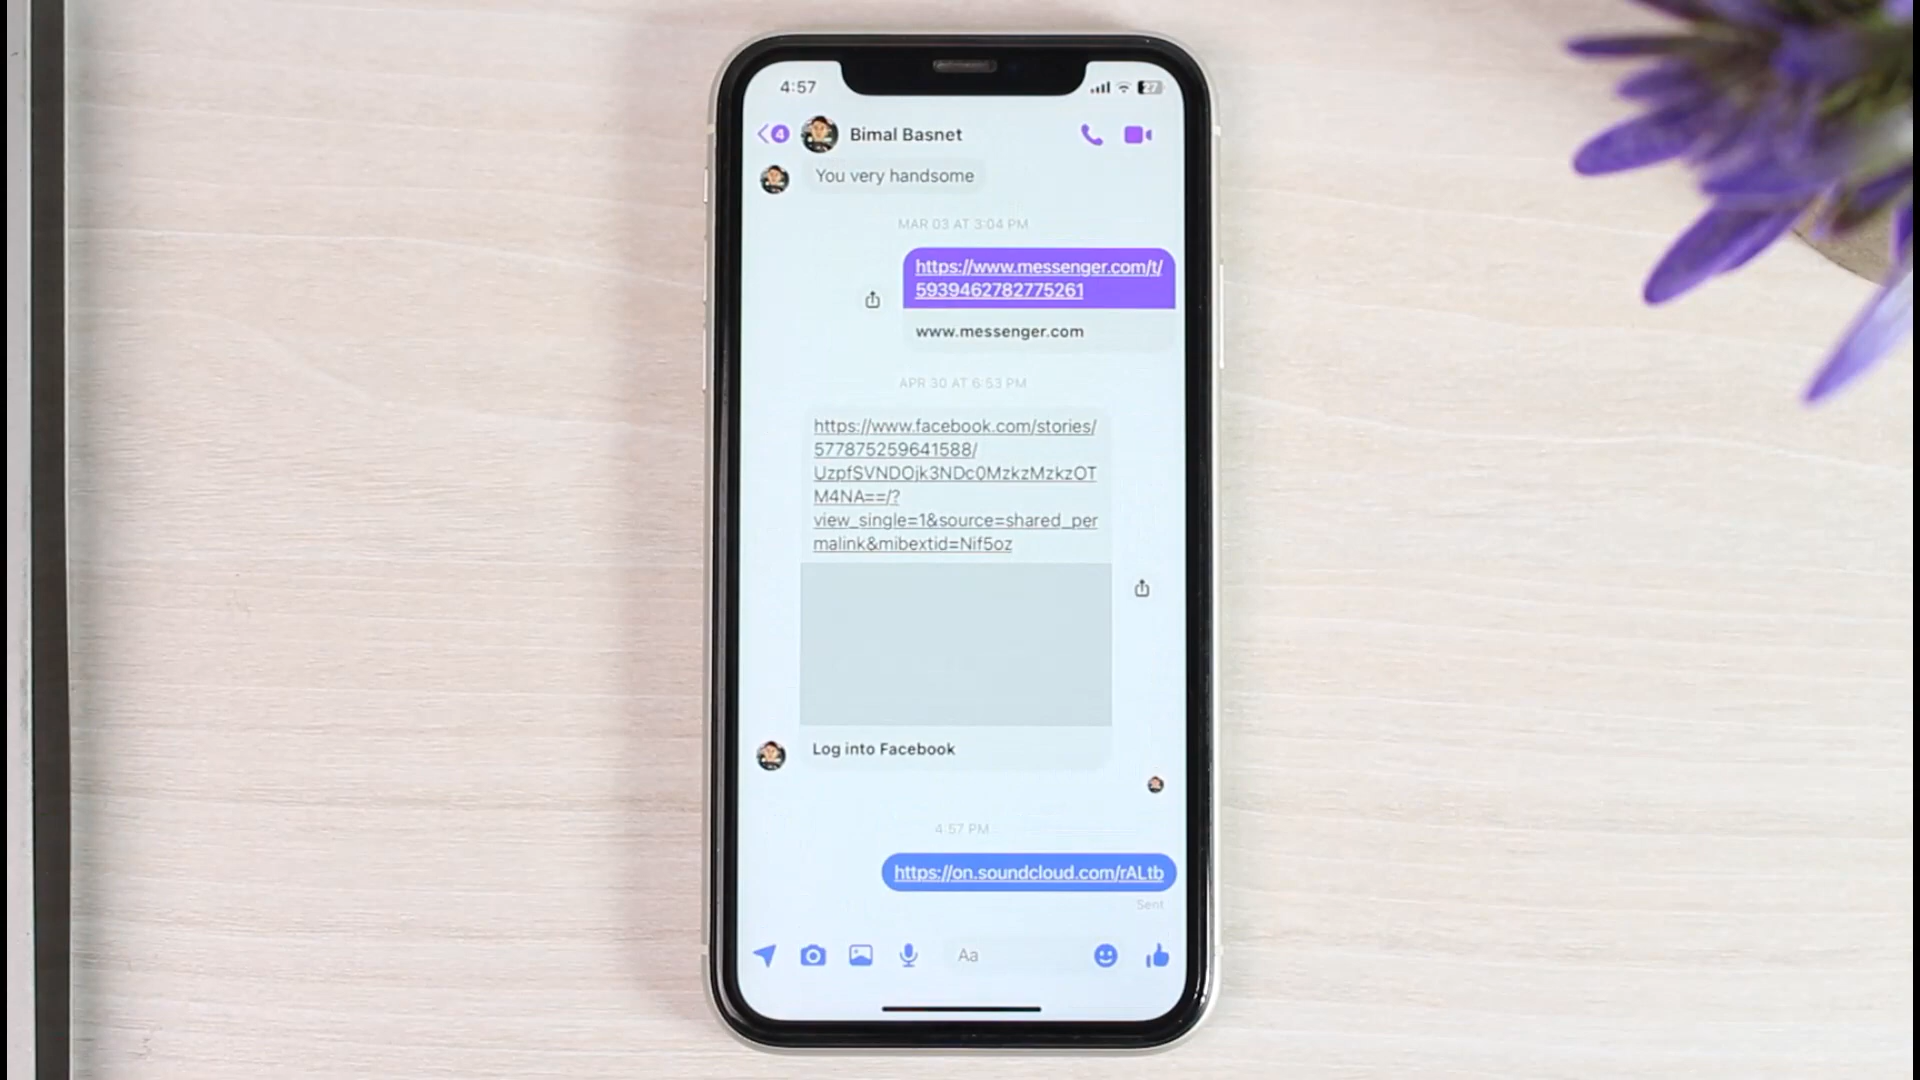 4:57
27
4
Bimal Basnet
You very handsome
MAR 03 AT 3:04 PM
https://www.messenger.com/t/
5939462782775261
www.messenger.com
APR 30 AT 6:53 PM
https://www.facebook.com/stories/
577875259641588/
UzpfSVNDOjk3NDc0MzkzMzkzOT
M4NA==/?
view_single=1&source=shared_per
malink&mibextid=Nif5oz
Log into Facebook
4:57 PM
https://on.soundcloud.com/rALtb
Sent
Aa